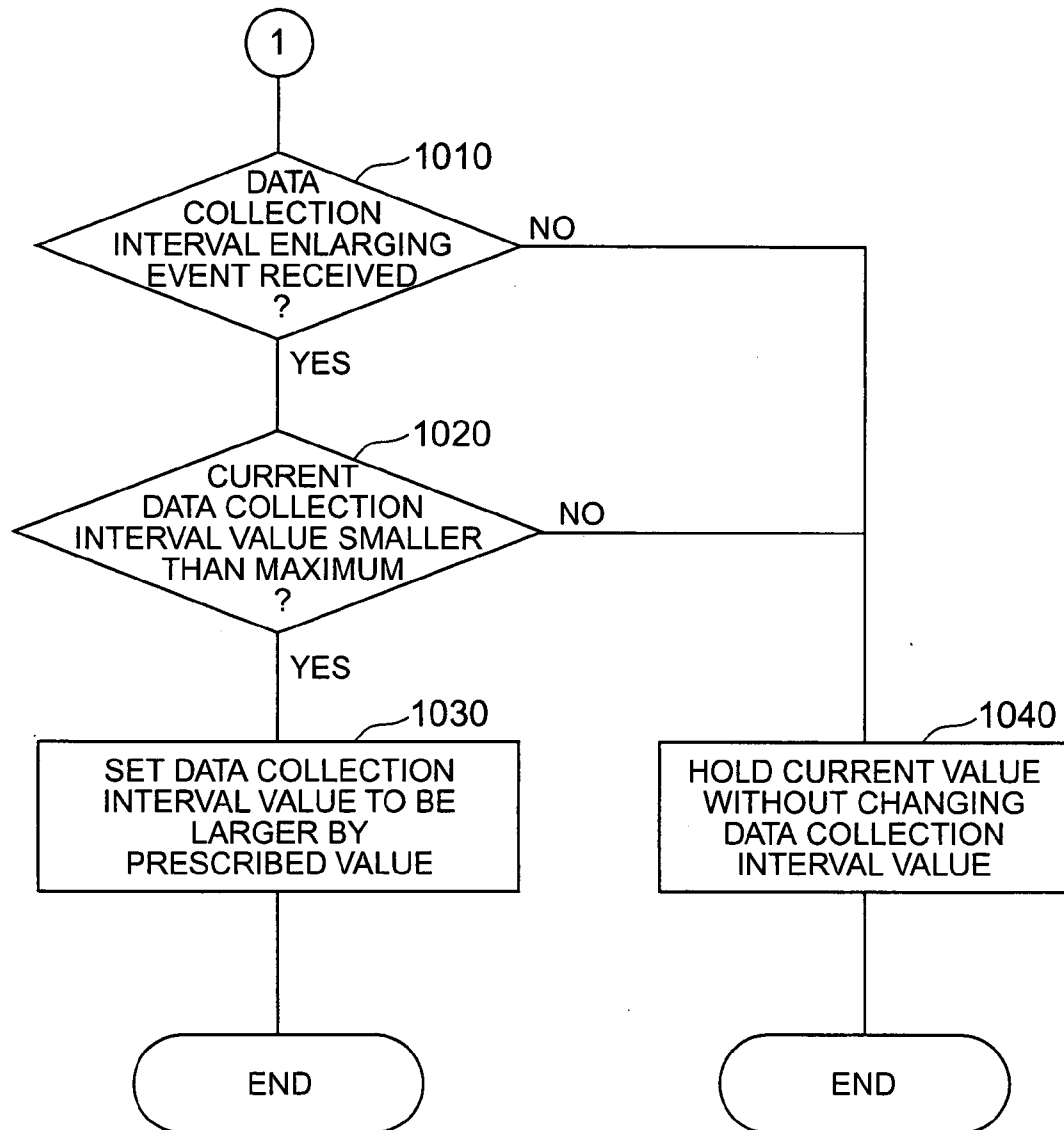 1
1010
DATA
COLLECTION
INTERVAL ENLARGING
EVENT RECEIVED
?
NO
YES
1020
CURRENT
DATA COLLECTION
INTERVAL VALUE SMALLER
THAN MAXIMUM
?
NO
YES
1030
SET DATA COLLECTION
INTERVAL VALUE TO BE
LARGER BY
PRESCRIBED VALUE
1040
HOLD CURRENT VALUE
WITHOUT CHANGING
DATA COLLECTION
INTERVAL VALUE
END
END